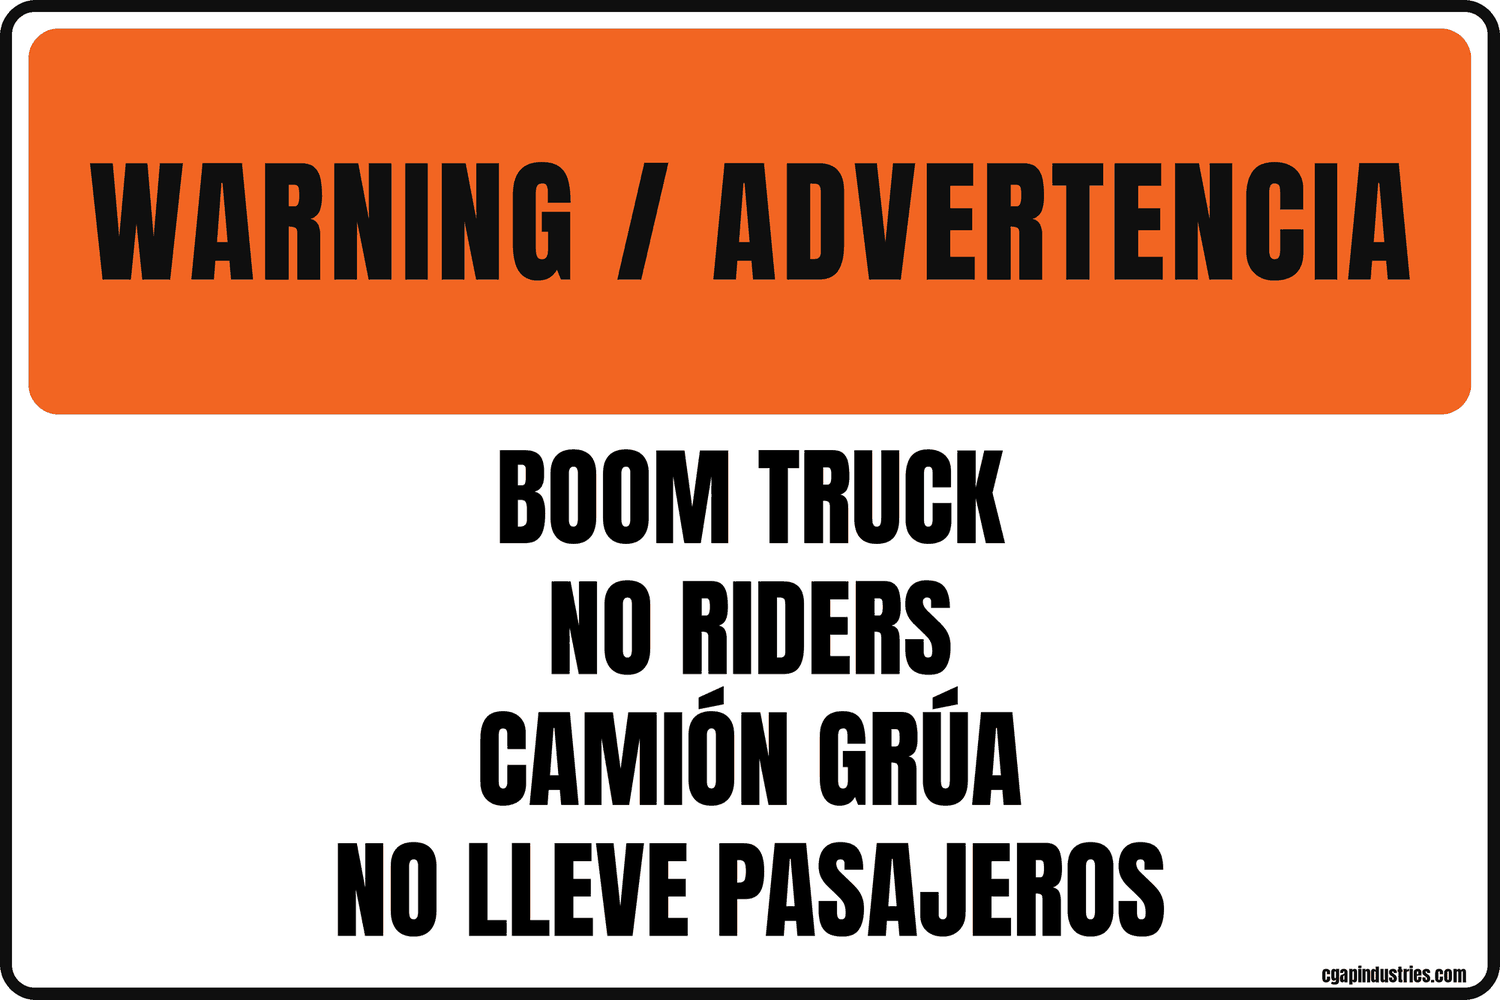 WARNING / ADVERTENCIA
BOOM TRUCK
NO RIDERS
CAMIÓN GRÚA
NO LLEVE PASAJEROS
cgapindustries.com